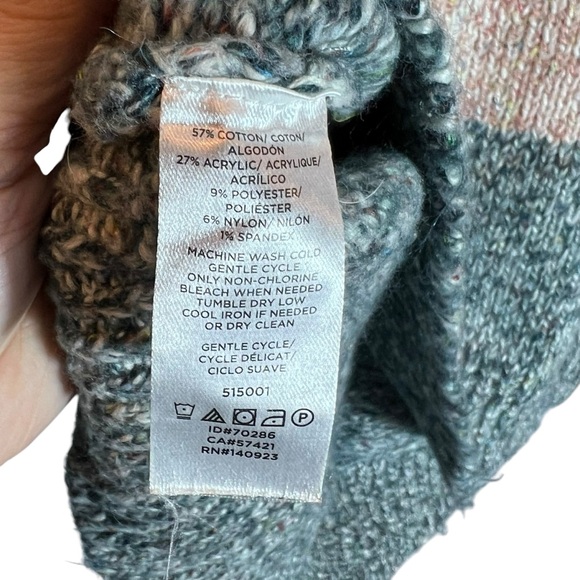 57% COTTON/ COTON/
ALGODÓN
27% ACRYLIC/ ACRYLIQUE/
ACRÍLICO
9% POLYESTER/
POLIÉSTER
6% NYLON/ NILÓN
1% SPANDEX
MACHINE WASH COLD
GENTLE CYCLE
ONLY NON-CHLORINE
BLEACH WHEN NEEDED
TUMBLE DRY LOW
COOL IRON IF NEEDED
OR DRY CLEAN
GENTLE CYCLE/
CYCLE DÉLICAT/
CICLO SUAVE
515001
P
ID#70286
CA#57421
RN#140923